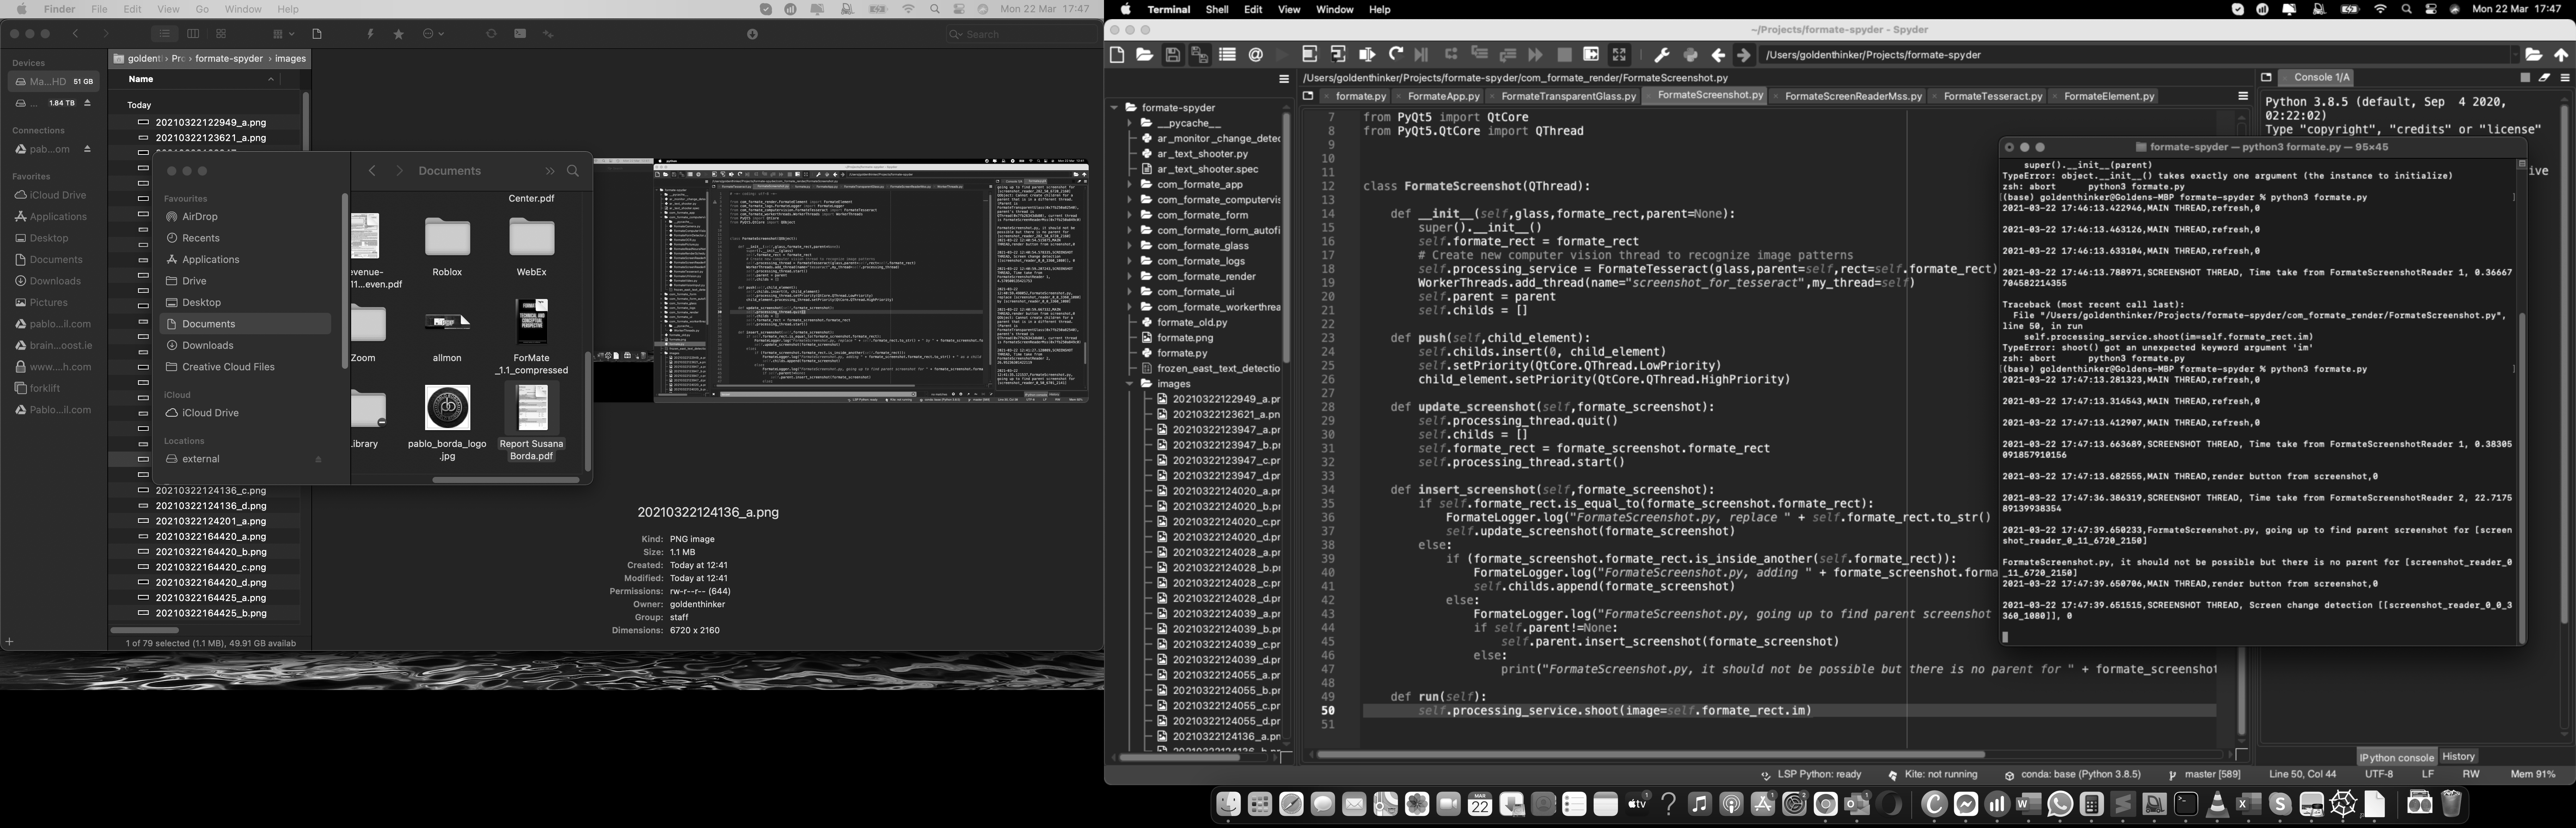 Finder File Edit View Go Window Help
Mon 22 Mar 17:47
Search
Devices
Ma...HD 51 GB
... 1.84 TB
Connections
pab...om
Favorites
iCloud Drive
Applications
Desktop
Documents
Downloads
Pictures
pablo...il.com
brain...ost.ie
www....h.com
forklift
Pablo...il.com
goldent › Prc › formate-spyder › images
Name
Today
20210322122949_a.png
20210322123621_a.png
20210322124136_c.png
20210322124136_d.png
20210322124201_a.png
20210322164420_a.png
20210322164420_b.png
20210322164420_c.png
20210322164420_d.png
20210322164425_a.png
20210322164425_b.png
1 of 79 selected (1.1 MB), 49.91 GB availab
Documents
Favourites
AirDrop
Recents
Applications
Drive
Desktop
Documents
Downloads
Creative Cloud Files
iCloud
iCloud Drive
Locations
external
Center.pdf
evenue-
11...even.pdf
Roblox
WebEx
Zoom
allmon
ForMate
_1.1_compressed
ibrary
pablo_borda_logo
.jpg
Report Susana
Borda.pdf
20210322124136_a.png
Kind: PNG image
Size: 1.1 MB
Created: Today at 12:41
Modified: Today at 12:41
Permissions: rw-r--r-- (644)
Owner: goldenthinker
Group: staff
Dimensions: 6720 x 2160
Terminal Shell Edit View Window Help
Mon 22 Mar 17:47
~/Projects/formate-spyder - Spyder
/Users/goldenthinker/Projects/formate-spyder
/Users/goldenthinker/Projects/formate-spyder/com_formate_render/FormateScreenshot.py
formate.py FormateApp.py FormateTransparentGlass.py FormateScreenshot.py FormateScreenReaderMss.py FormateTesseract.py FormateElement.py
formate-spyder
__pycache__
ar_monitor_change_detec
ar_text_shooter.py
ar_text_shooter.spec
com_formate_app
com_formate_computervis
com_formate_form
com_formate_form_autofi
com_formate_glass
com_formate_logs
com_formate_render
com_formate_ui
com_formate_workerthrea
formate_old.py
formate.png
formate.py
frozen_east_text_detectio
images
20210322122949_a.pr
20210322123621_a.pn
20210322123947_a.pr
20210322123947_b.pr
20210322123947_c.pr
20210322123947_d.pr
20210322124020_a.pr
20210322124020_b.pr
20210322124020_c.pr
20210322124020_d.pr
20210322124028_a.pr
20210322124028_b.pr
20210322124028_c.pr
20210322124028_d.pr
20210322124039_a.pr
20210322124039_b.pr
20210322124039_c.pr
20210322124039_d.pr
20210322124055_a.pr
20210322124055_b.pr
20210322124055_c.pr
20210322124055_d.pr
20210322124136_a.pr
7 from PyQt5 import QtCore
8 from PyQt5.QtCore import QThread
9
10
11
12 class FormateScreenshot(QThread):
13
14 def __init__(self,glass,formate_rect,parent=None):
15 super().__init__()
16 self.formate_rect = formate_rect
17 # Create new computer vision thread to recognize image patterns
18 self.processing_service = FormateTesseract(glass,parent=self,rect=self.formate_rect)
19 WorkerThreads.add_thread(name="screenshot_for_tesseract",my_thread=self)
20 self.parent = parent
21 self.childs = []
22
23 def push(self,child_element):
24 self.childs.insert(0, child_element)
25 self.setPriority(QtCore.QThread.LowPriority)
26 child_element.setPriority(QtCore.QThread.HighPriority)
27
28 def update_screenshot(self,formate_screenshot):
29 self.processing_thread.quit()
30 self.childs = []
31 self.formate_rect = formate_screenshot.formate_rect
32 self.processing_thread.start()
33
34 def insert_screenshot(self,formate_screenshot):
35 if self.formate_rect.is_equal_to(formate_screenshot.formate_rect):
36 FormateLogger.log("FormateScreenshot.py, replace " + self.formate_rect.to_str()
37 self.update_screenshot(formate_screenshot)
38 else:
39 if (formate_screenshot.formate_rect.is_inside_another(self.formate_rect)):
40 FormateLogger.log("FormateScreenshot.py, adding " + formate_screenshot.forma
41 self.childs.append(formate_screenshot)
42 else:
43 FormateLogger.log("FormateScreenshot.py, going up to find parent screenshot
44 if self.parent!=None:
45 self.parent.insert_screenshot(formate_screenshot)
46 else:
47 print("FormateScreenshot.py, it should not be possible but there is no parent for " + formate_screenshot
48
49 def run(self):
50 self.processing_service.shoot(image=self.formate_rect.im)
51
Console 1/A
Python 3.8.5 (default, Sep 4 2020,
02:22:02)
Type "copyright", "credits" or "license"
ive
formate-spyder — python3 formate.py — 95×45
super().__init__(parent)
TypeError: object.__init__() takes exactly one argument (the instance to initialize)
zsh: abort python3 formate.py
(base) goldenthinker@Goldens-MBP formate-spyder % python3 formate.py
2021-03-22 17:46:13.422946,MAIN THREAD,refresh,0
2021-03-22 17:46:13.463126,MAIN THREAD,refresh,0
2021-03-22 17:46:13.633104,MAIN THREAD,refresh,0
2021-03-22 17:46:13.788971,SCREENSHOT THREAD, Time take from FormateScreenshotReader 1, 0.36667
704582214355
Traceback (most recent call last):
File "/Users/goldenthinker/Projects/formate-spyder/com_formate_render/FormateScreenshot.py",
line 50, in run
self.processing_service.shoot(im=self.formate_rect.im)
TypeError: shoot() got an unexpected keyword argument 'im'
zsh: abort python3 formate.py
(base) goldenthinker@Goldens-MBP formate-spyder % python3 formate.py
2021-03-22 17:47:13.281323,MAIN THREAD,refresh,0
2021-03-22 17:47:13.314543,MAIN THREAD,refresh,0
2021-03-22 17:47:13.412907,MAIN THREAD,refresh,0
2021-03-22 17:47:13.663689,SCREENSHOT THREAD, Time take from FormateScreenshotReader 1, 0.38305
091857910156
2021-03-22 17:47:13.682555,MAIN THREAD,render button from screenshot,0
2021-03-22 17:47:36.386319,SCREENSHOT THREAD, Time take from FormateScreenshotReader 2, 22.7175
89139938354
2021-03-22 17:47:39.650233,FormateScreenshot.py, going up to find parent screenshot for [screen
shot_reader_0_11_6720_2150]
FormateScreenshot.py, it should not be possible but there is no parent for [screenshot_reader_0
_11_6720_2150]
2021-03-22 17:47:39.650706,MAIN THREAD,render button from screenshot,0
2021-03-22 17:47:39.651515,SCREENSHOT THREAD, Screen change detection [[screenshot_reader_0_0_3
360_1080]], 0
IPython console History
LSP Python: ready Kite: not running conda: base (Python 3.8.5) master [589] Line 50, Col 44 UTF-8 LF RW Mem 91%
MAR
22
tv